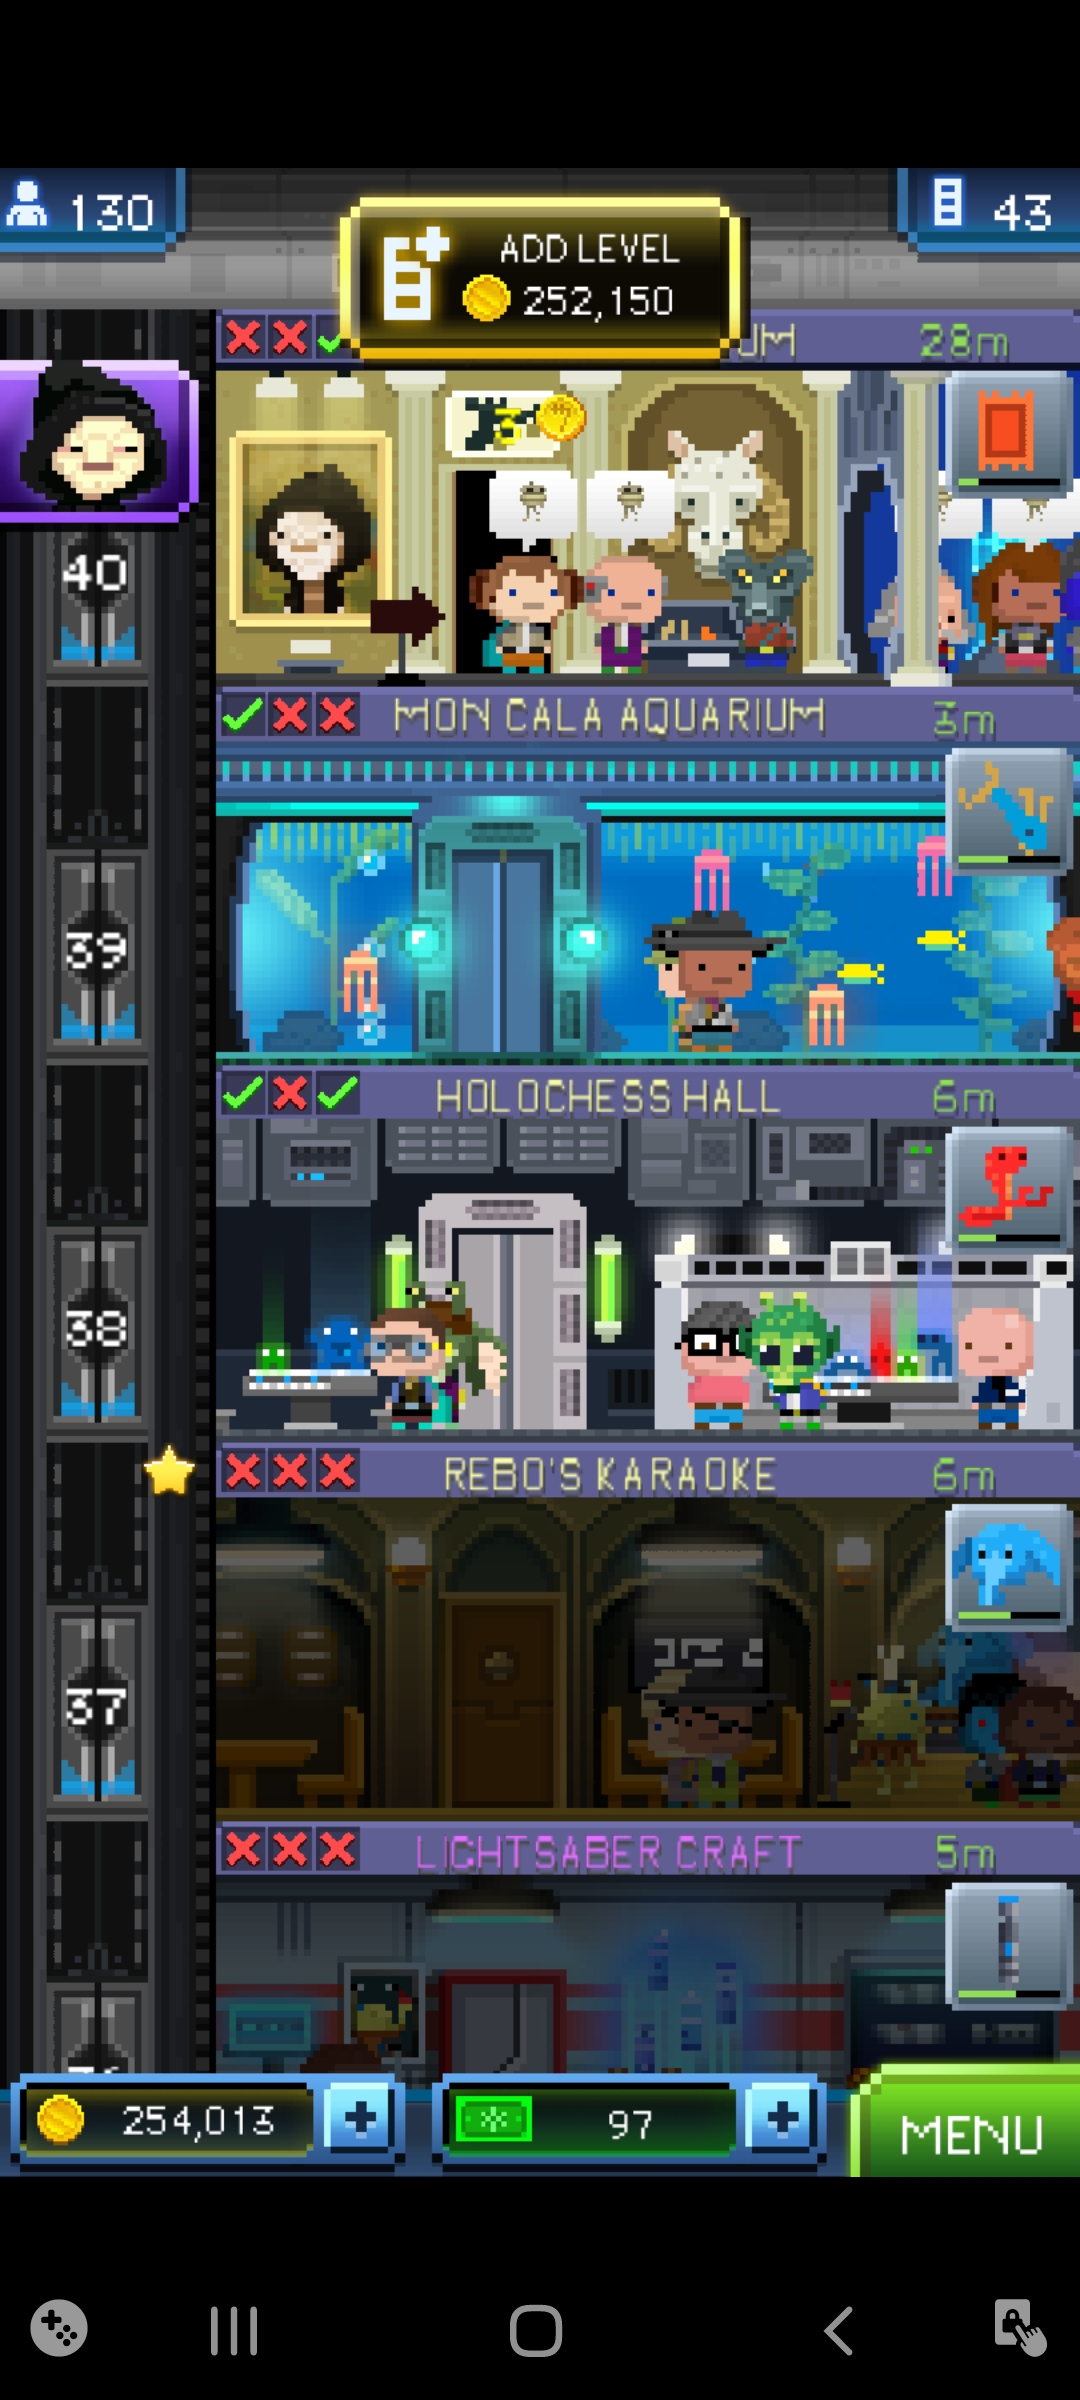 130
ADD LEVEL
252,150
43
28m
40
MON CALA AQUARIUM
3m
39
HOLOCHESS HALL
6m
38
REBO'S KARAOKE
6m
37
LIGHTSABER CRAFT
5m
254,013
97
MENU